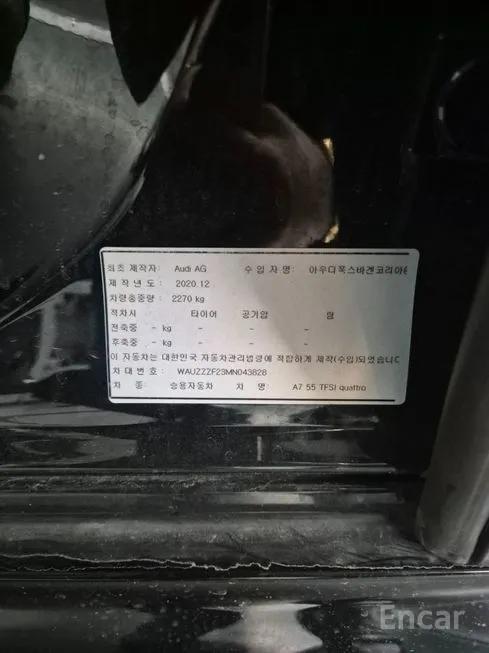 최초 제작자: Audi AG 수 입 자 명: 아우디폭스바겐코리아㈜
제 작 년 도 : 2020.12
차량총중량 : 2270 kg
적차시 타이어 공기압 림
전축중 - kg - - -
후축중 - kg - - -
이 자동차는 대한민국 자동차관리법령에 적합하게 제작(수입)되었습니다
차 대 번 호 : WAUZZZF23MN043828
차 종: 승용자동차 차 명: A7 55 TFSI quattro
Encar